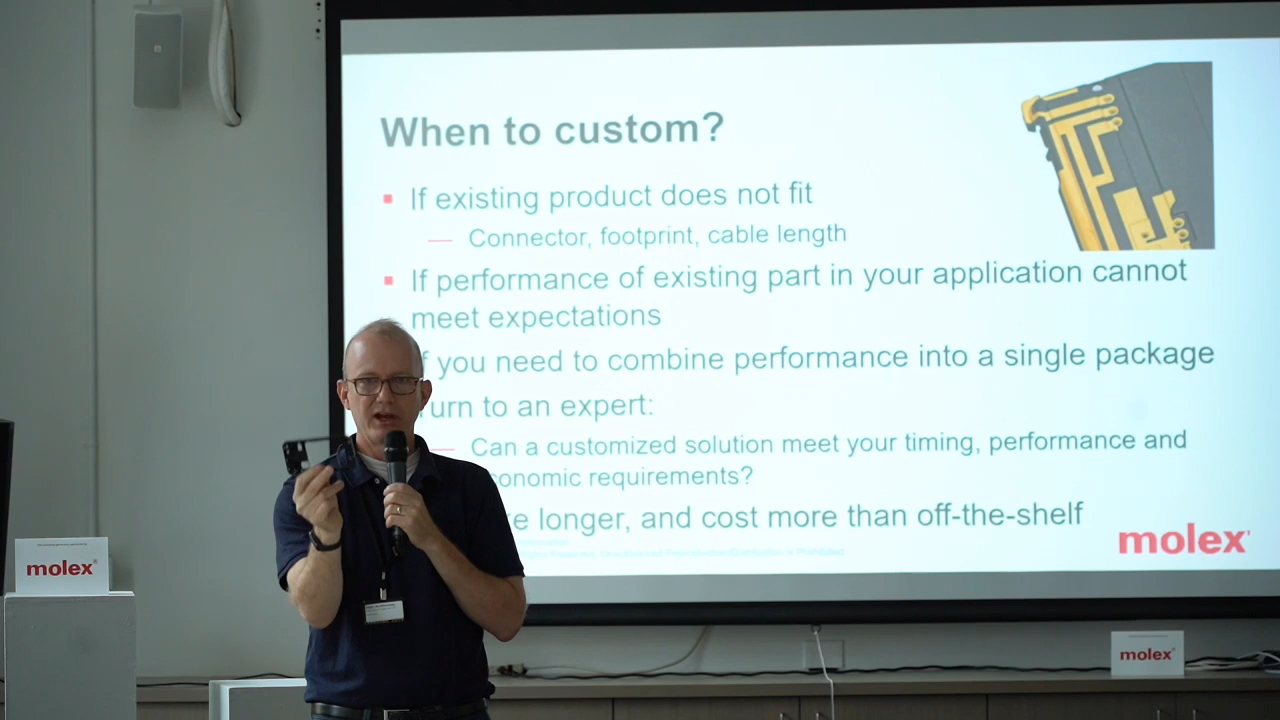 When to custom?
If existing product does not fit
Connector, footprint, cable length
If performance of existing part in your application cannot
meet expectations
you need to combine performance into a single package
Turn to an expert:
Can a customized solution meet your timing, performance and
economic requirements?
longer, and cost more than off-the-shelf
molex
molex
molex